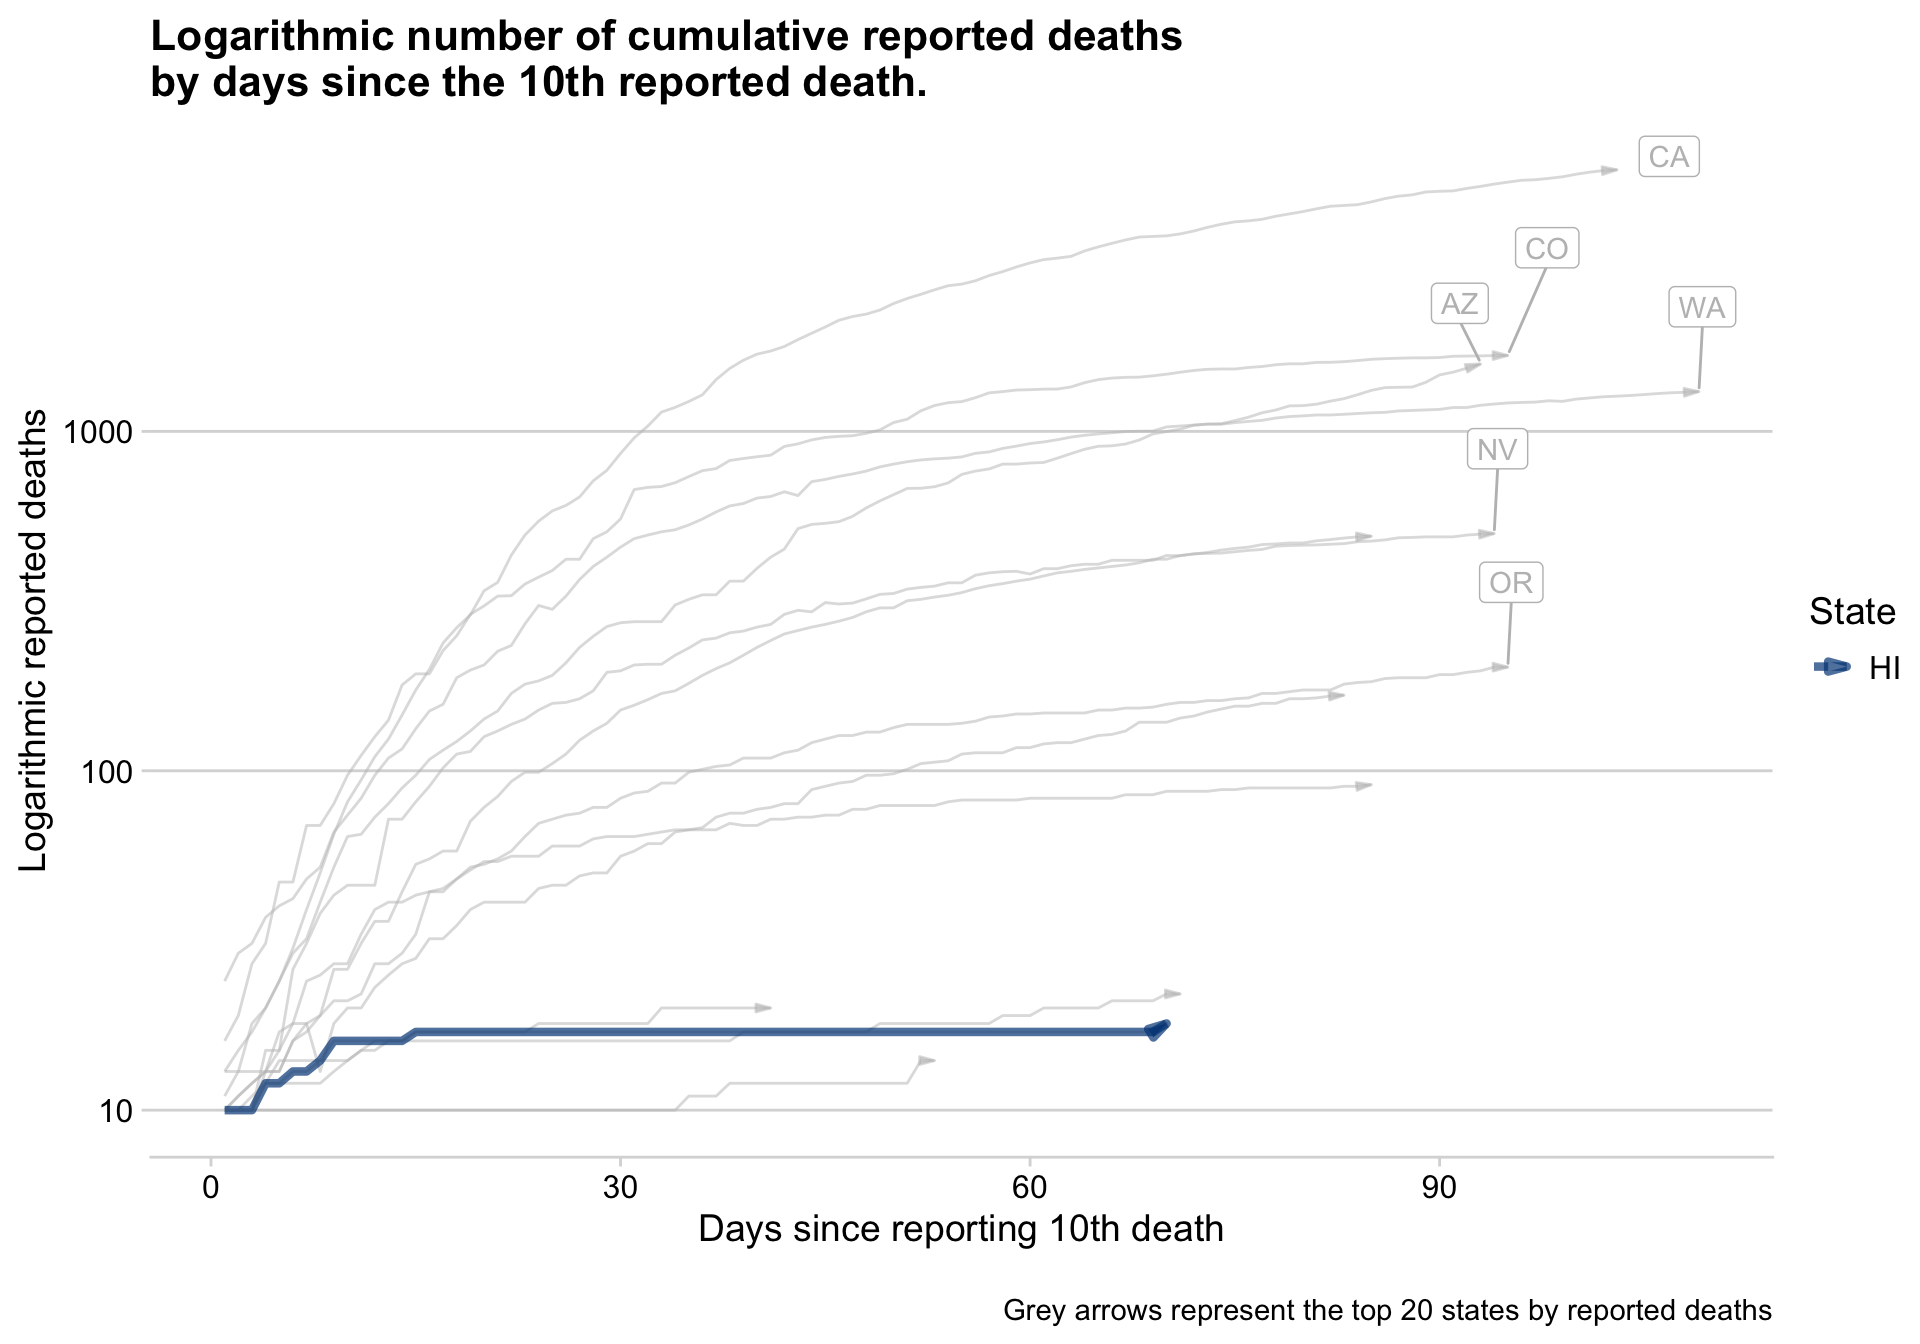 Logarithmic number of cumulative reported deaths
by days since the 10th reported death.
CA
CO
AZ
WA
1000
NV
OR
State
HI
100
10
Logarithmic reported deaths
0 30 60 90
Days since reporting 10th death
Grey arrows represent the top 20 states by reported deaths